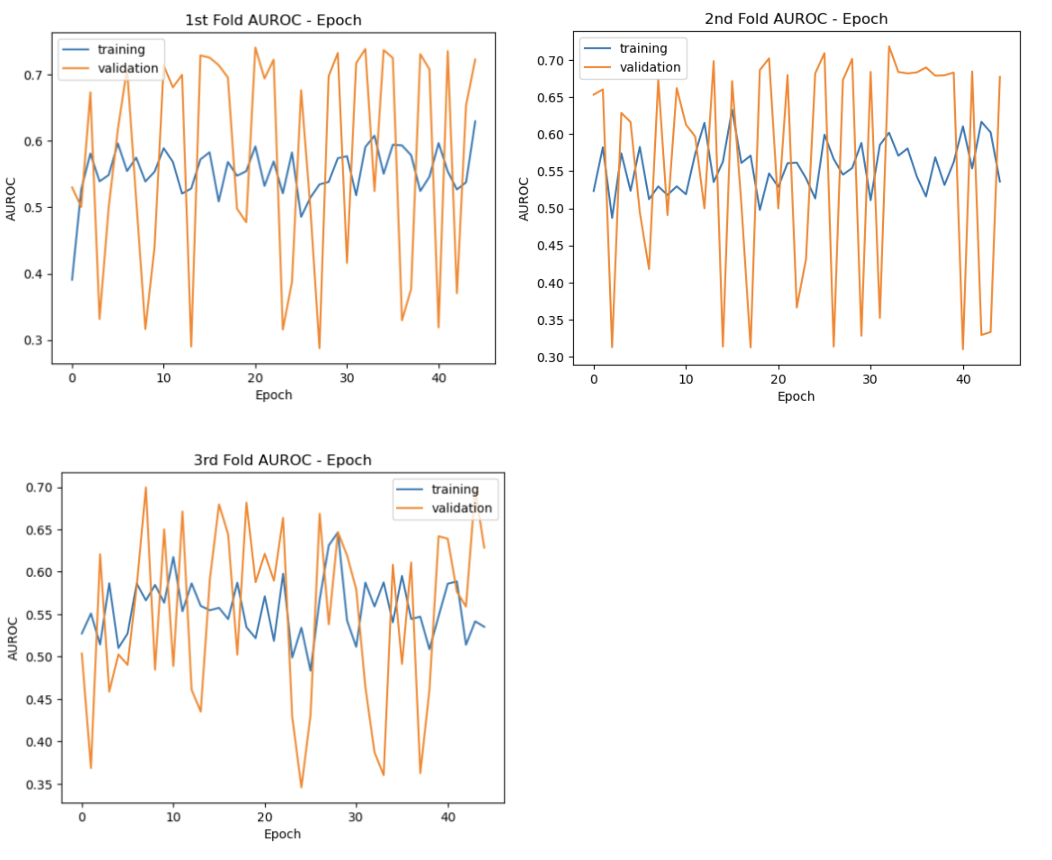 1st Fold AUROC - Epoch
training
validation
0.7
0.6
0.5
0.4
0.3
AUROC
0 10 20 30 40
Epoch
2nd Fold AUROC - Epoch
training
validation
0.70
0.65
0.60
0.55
0.50
0.45
0.40
0.35
0.30
AUROC
0 10 20 30 40
Epoch
3rd Fold AUROC - Epoch
training
validation
0.70
0.65
0.60
0.55
0.50
0.45
0.40
0.35
AUROC
0 10 20 30 40
Epoch